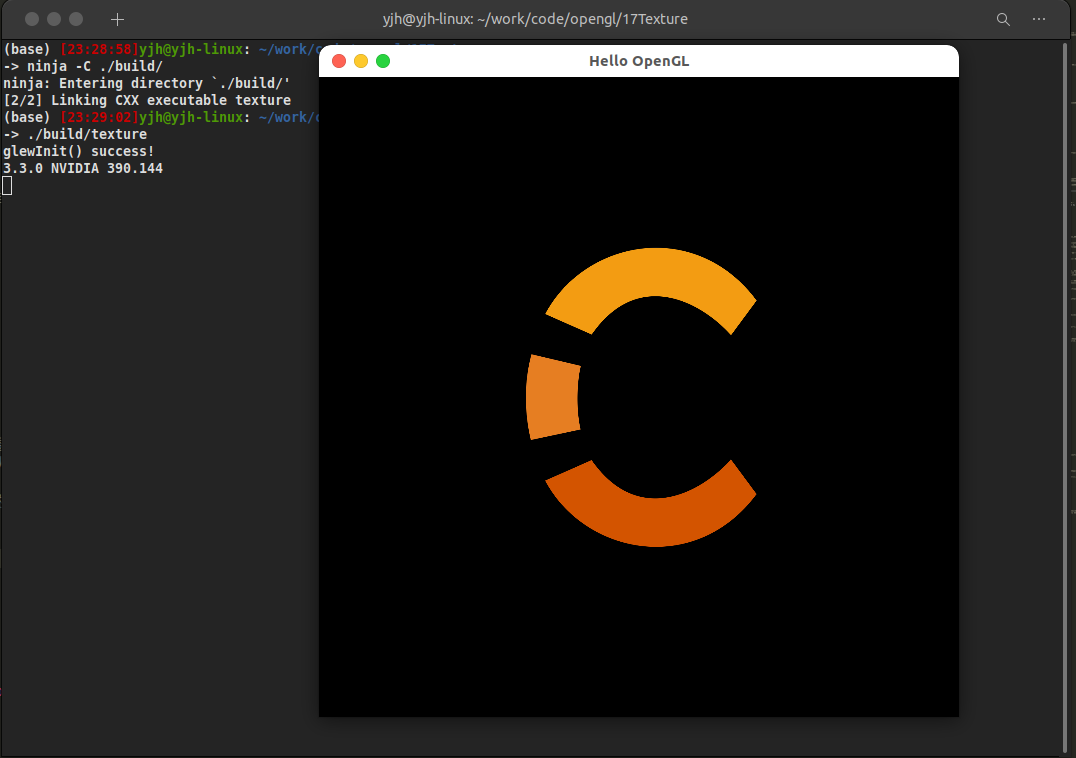 yjh@yjh-linux: ~/work/code/opengl/17Texture
(base) [23:28:58]yjh@yjh-linux: ~/work/
-> ninja -C ./build/
ninja: Entering directory `./build/'
[2/2] Linking CXX executable texture
(base) [23:29:02]yjh@yjh-linux: ~/work/
-> ./build/texture
glewInit() success!
3.3.0 NVIDIA 390.144
Hello OpenGL